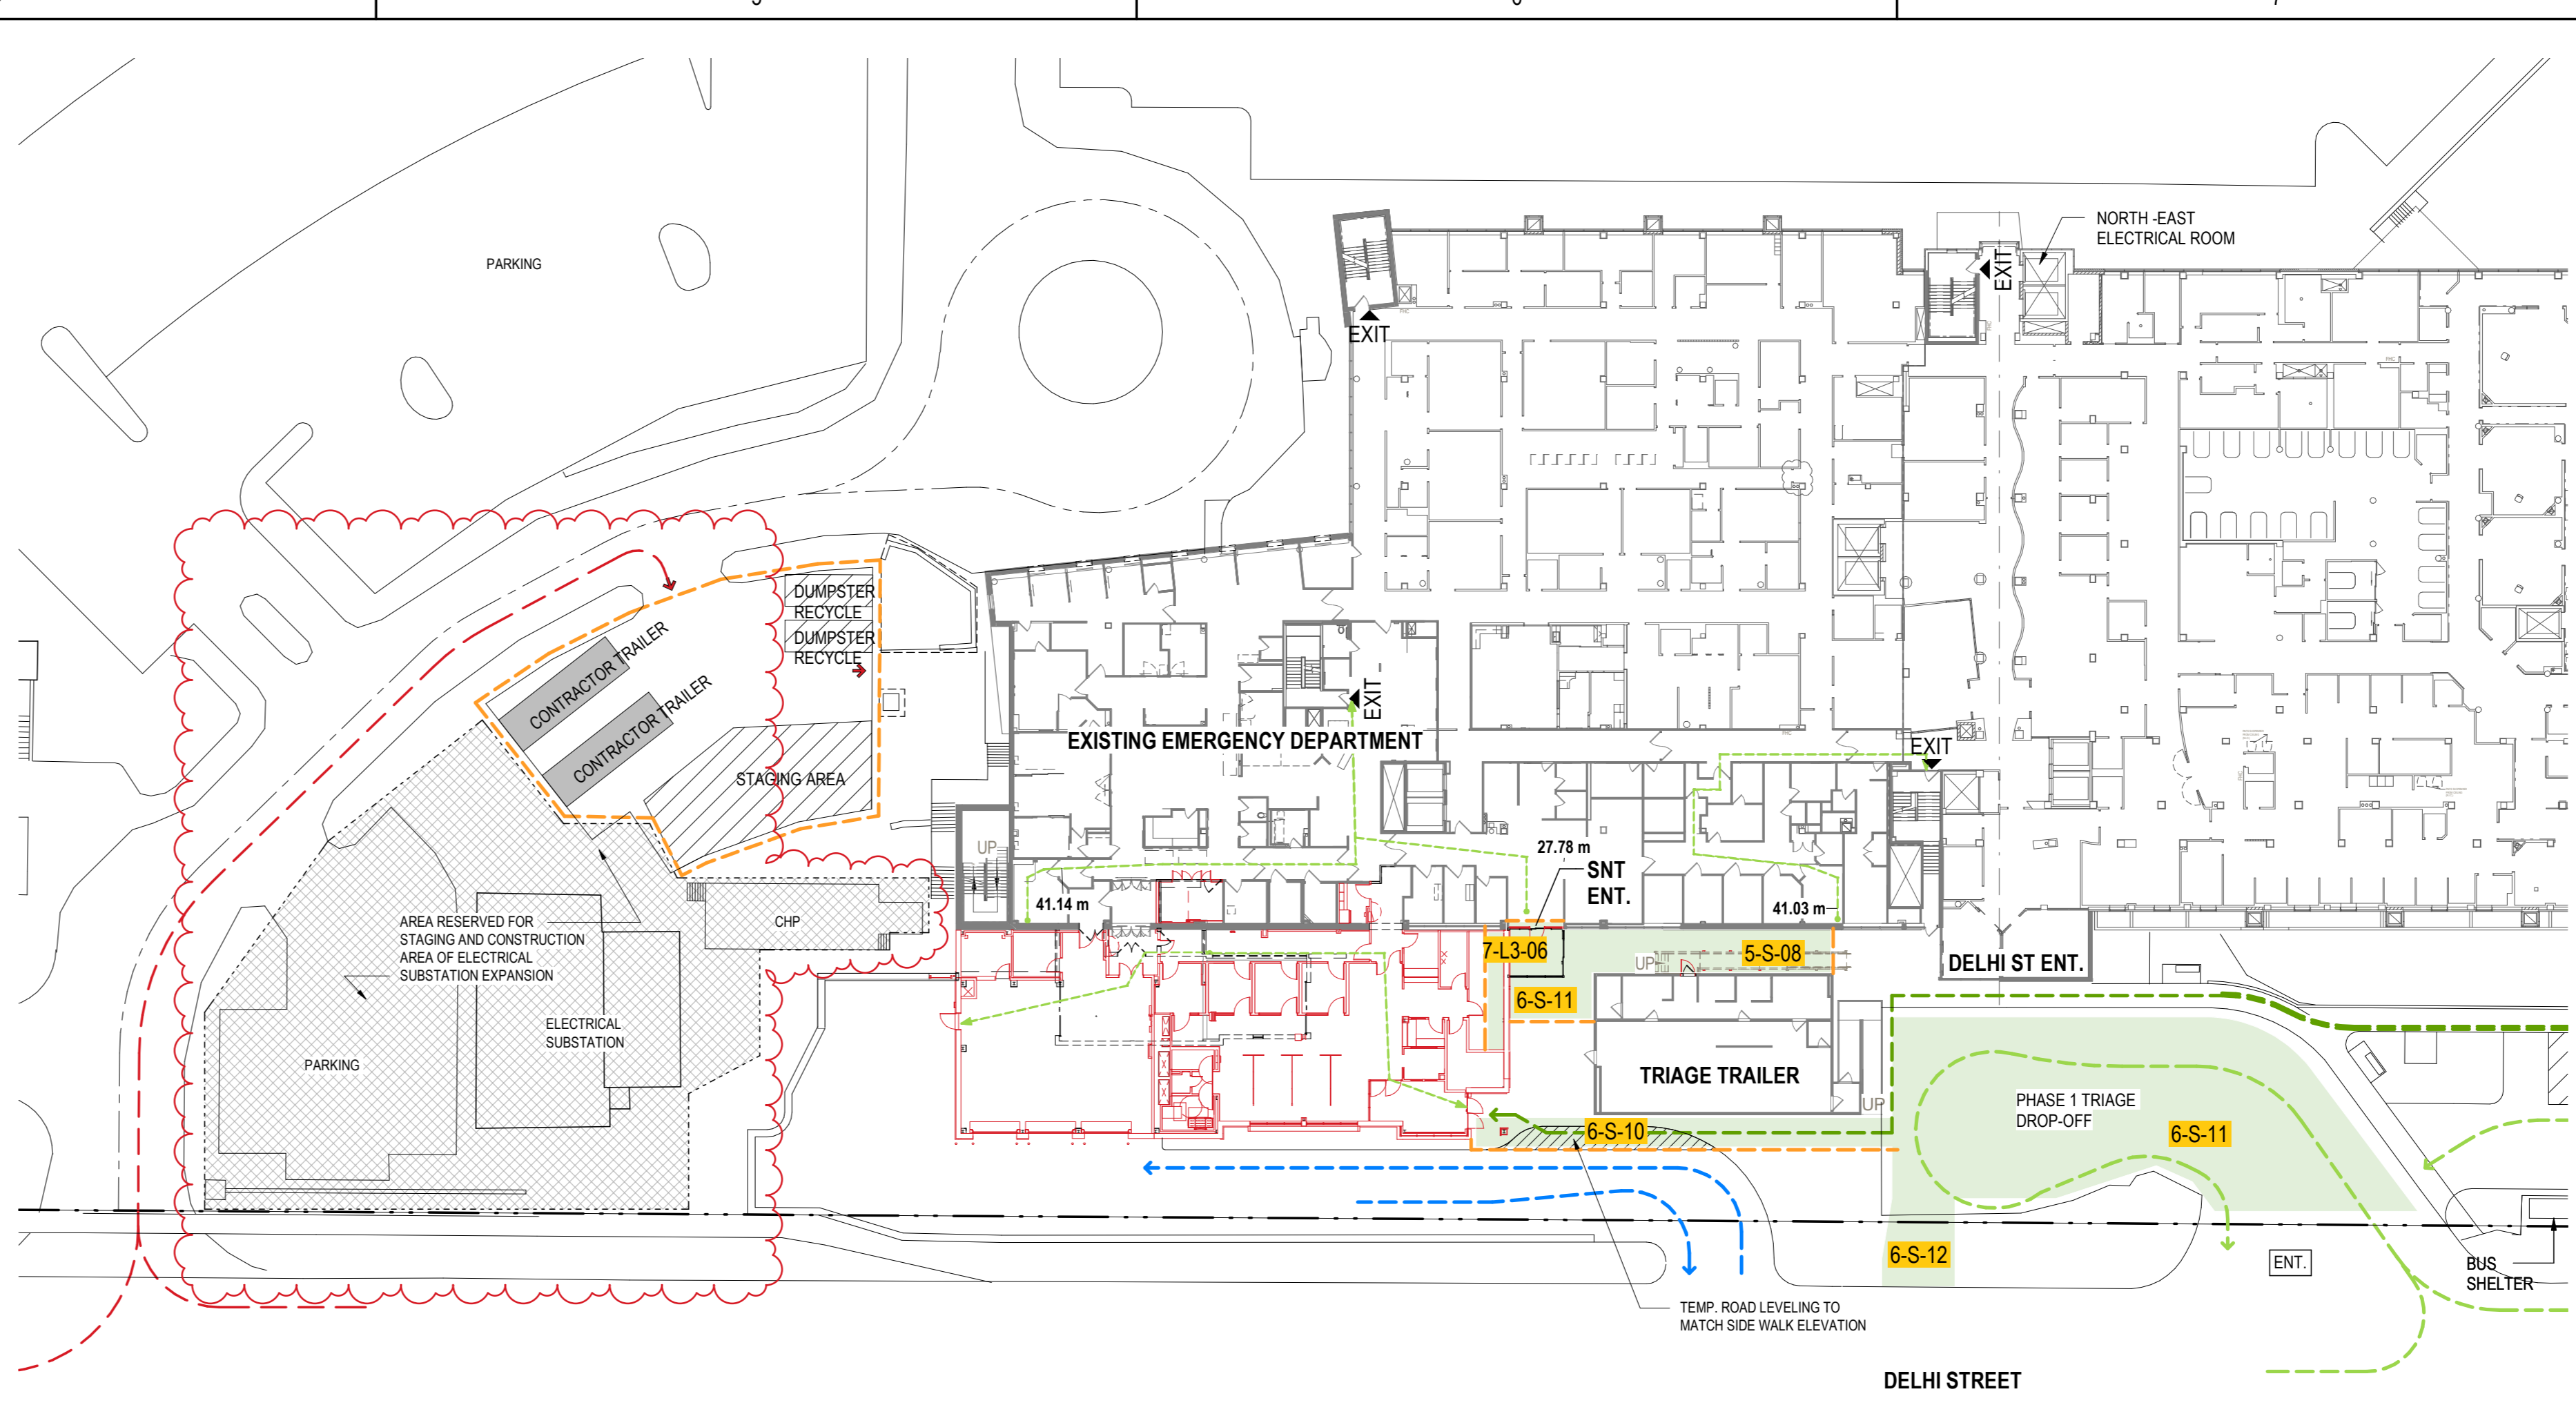 NORTH -EAST
ELECTRICAL ROOM
PARKING
EXIT
EXIT
DUMPSTER
RECYCLE
DUMPSTER
RECYCLE
CONTRACTOR TRAILER
CONTRACTOR TRAILER
STAGING AREA
EXIT
EXISTING EMERGENCY DEPARTMENT
EXIT
UP
27.78 m
SNT
ENT.
41.14 m
41.03 m
CHP
AREA RESERVED FOR
STAGING AND CONSTRUCTION
AREA OF ELECTRICAL
SUBSTATION EXPANSION
7-L3-06
UP
5-S-08
DELHI ST ENT.
6-S-11
ELECTRICAL
SUBSTATION
PARKING
TRIAGE TRAILER
UP
PHASE 1 TRIAGE
DROP-OFF
6-S-10
6-S-11
6-S-12
ENT.
BUS
SHELTER
TEMP. ROAD LEVELING TO
MATCH SIDE WALK ELEVATION
DELHI STREET